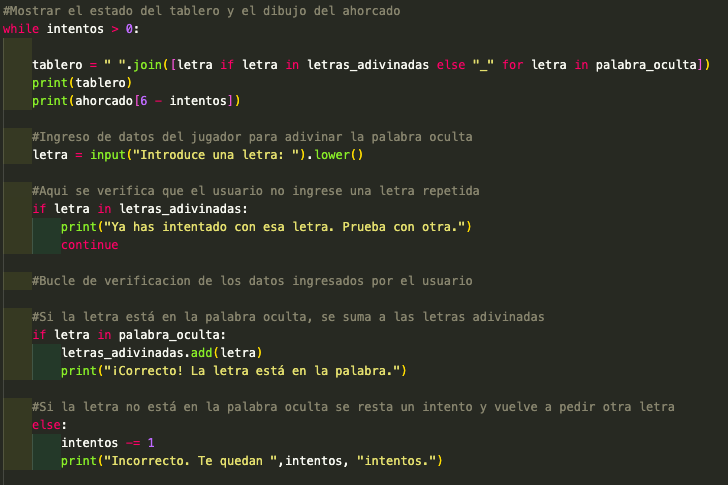 #Mostrar el estado del tablero y el dibujo del ahorcado
while intentos > 0:
tablero = " ".join([letra if letra in letras_adivinadas else "_" for letra in palabra_oculta])
print(tablero)
print(ahorcado[6 - intentos])
#Ingreso de datos del jugador para adivinar la palabra oculta
letra = input("Introduce una letra: ").lower()
#Aqui se verifica que el usuario no ingrese una letra repetida
if letra in letras_adivinadas:
print("Ya has intentado con esa letra. Prueba con otra.")
continue
#Bucle de verificacion de los datos ingresados por el usuario
#Si la letra está en la palabra oculta, se suma a las letras adivinadas
if letra in palabra_oculta:
letras_adivinadas.add(letra)
print("¡Correcto! La letra está en la palabra.")
#Si la letra no está en la palabra oculta se resta un intento y vuelve a pedir otra letra
else:
intentos -= 1
print("Incorrecto. Te quedan ",intentos, "intentos.")